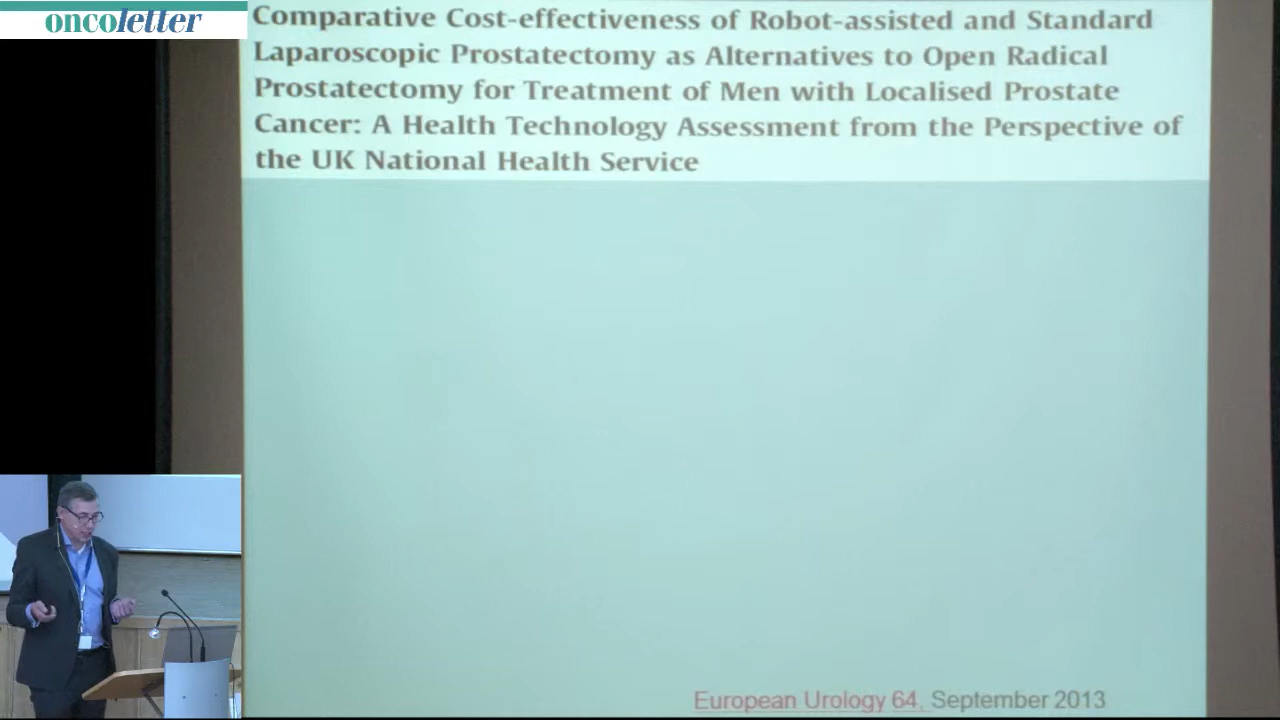 oncoletter
Comparative Cost-effectiveness of Robot-assisted and Standard
Laparoscopic Prostatectomy as Alternatives to Open Radical
Prostatectomy for Treatment of Men with Localised Prostate
Cancer: A Health Technology Assessment from the Perspective of
the UK National Health Service
European Urology 64, September 2013